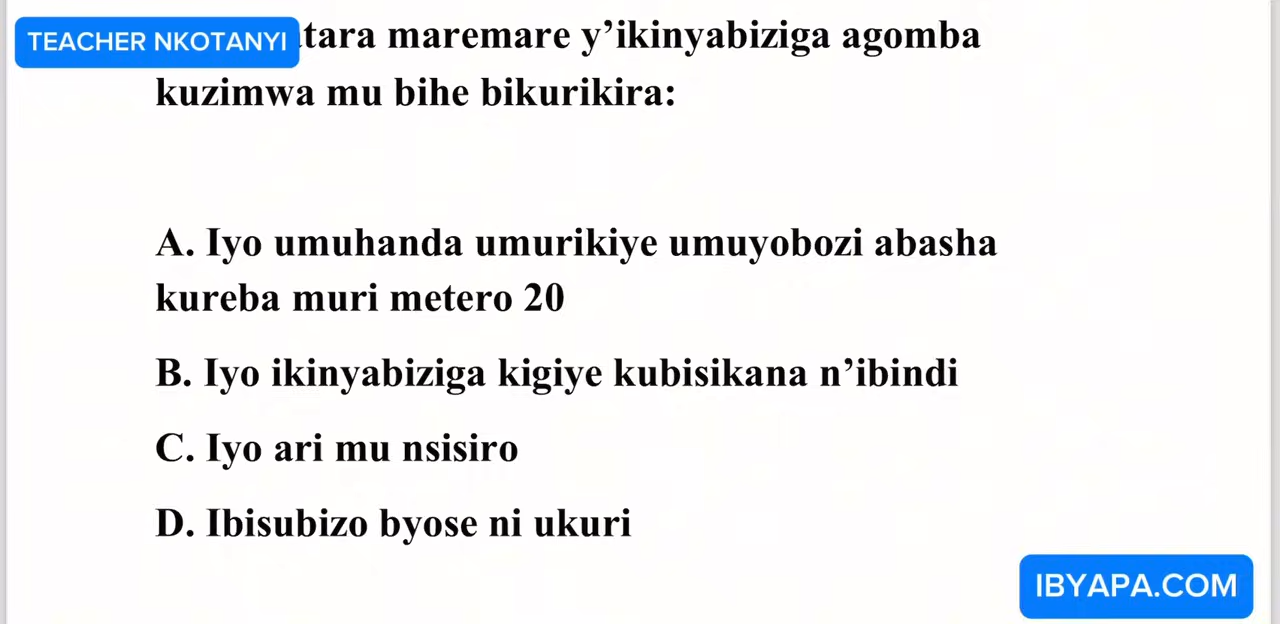 TEACHER NKOTANYI
maremare y’ikinyabiziga agomba
kuzimwa mu bihe bikurikira:
A. Iyo umuhanda umurikiye umuyobozi abasha
kureba muri metero 20
B. Iyo ikinyabiziga kigiye kubisikana n’ibindi
C. Iyo ari mu nsisiro
D. Ibisubizo byose ni ukuri
IBYAPA.COM